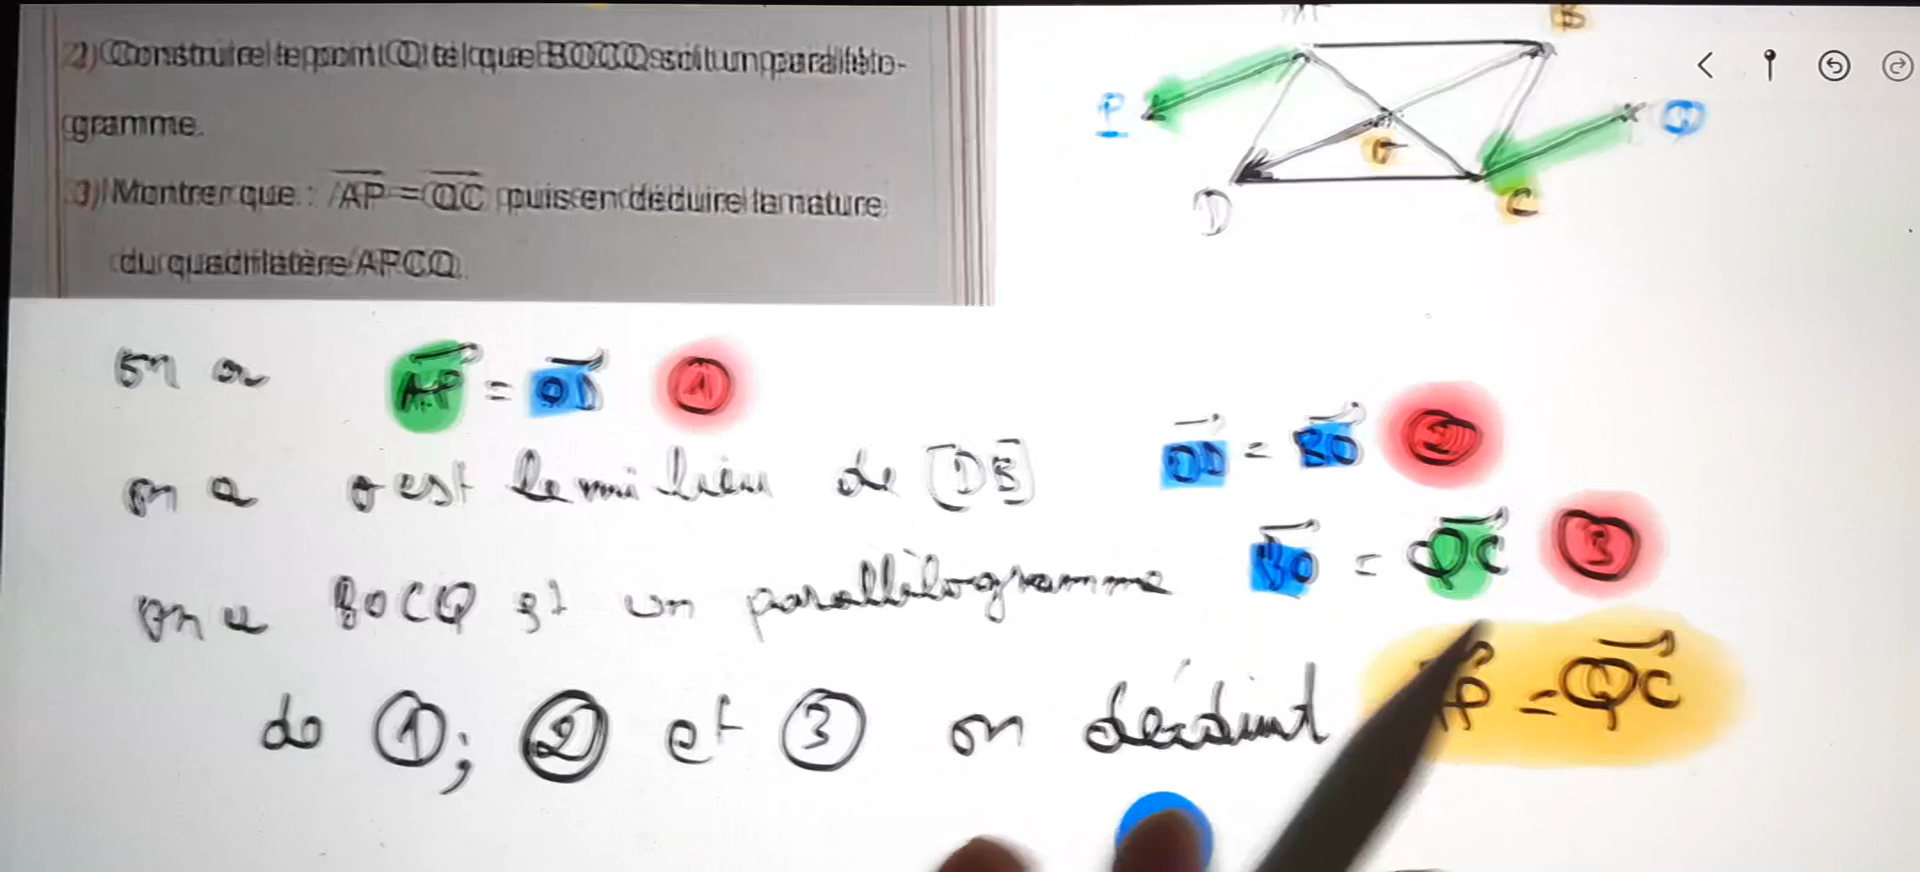 2) Construire le point Q tel que BOCQ soit un parallélo-
gramme.
3) Montrer que : AP = QC puis en déduire la nature
du quadrilatère APCQ.
B
P
Q
O
D
C
on a AP = OD ①
on a o est le milieu de [DB] OD = BO ②
on a BOCQ est un parallélogramme BO = QC ③
de ①; ② et ③ on déduit AP = QC